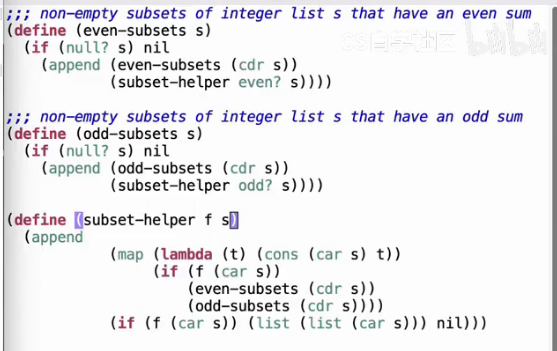 ;;; non-empty subsets of integer list s that have an even sum
(define (even-subsets s)
  (if (null? s) nil
    (append (even-subsets (cdr s))
            (subset-helper even? s))))

;;; non-empty subsets of integer list s that have an odd sum
(define (odd-subsets s)
  (if (null? s) nil
    (append (odd-subsets (cdr s))
            (subset-helper odd? s))))

(define (subset-helper f s)
  (append
            (map (lambda (t) (cons (car s) t))
                 (if (f (car s))
                     (even-subsets (cdr s))
                     (odd-subsets (cdr s))))
            (if (f (car s)) (list (list (car s))) nil)))